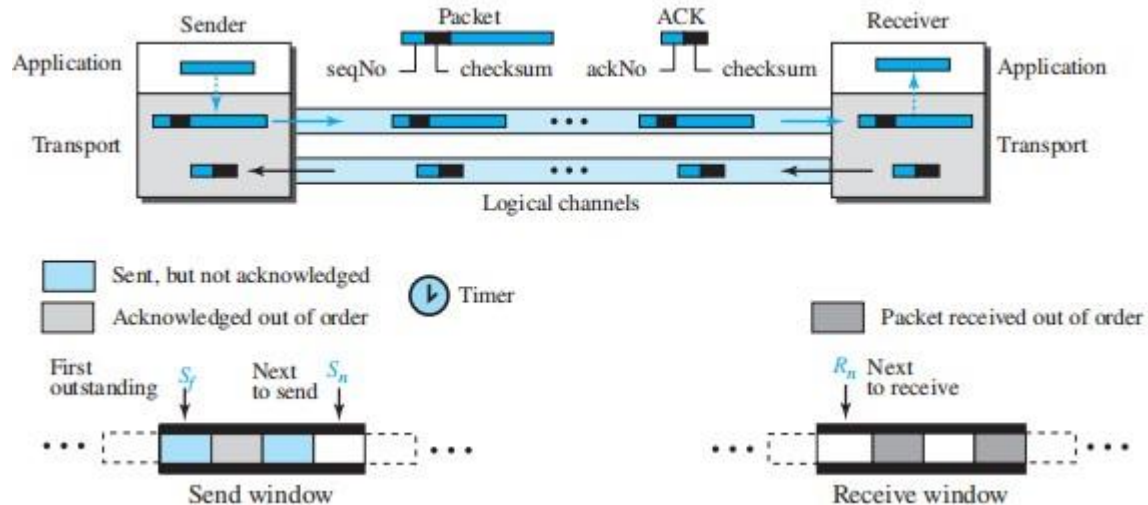 Sender
Packet
ACK
Receiver
Application
seqNo
checksum
ackNo
checksum
Application
Transport
Transport
Logical channels
Sent, but not acknowledged
Timer
Acknowledged out of order
Packet received out of order
First
outstanding
Sf
Next
to send
Sn
Rn
Next
to receive
Send window
Receive window